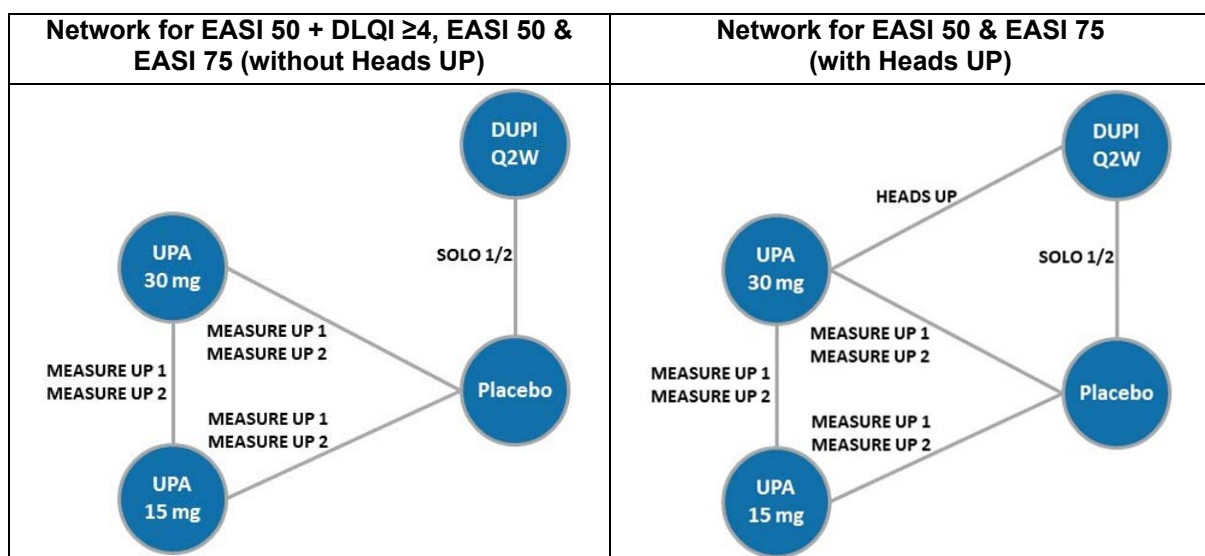 Network for EASI 50 + DLQI ≥4, EASI 50 &
EASI 75 (without Heads UP)
Network for EASI 50 & EASI 75
(with Heads UP)
DUPI
Q2W
SOLO 1/2
UPA
30 mg
MEASURE UP 1
MEASURE UP 2
MEASURE UP 1
MEASURE UP 2
Placebo
MEASURE UP 1
MEASURE UP 2
UPA
15 mg
DUPI
Q2W
HEADS UP
SOLO 1/2
UPA
30 mg
MEASURE UP 1
MEASURE UP 2
MEASURE UP 1
MEASURE UP 2
Placebo
MEASURE UP 1
MEASURE UP 2
UPA
15 mg